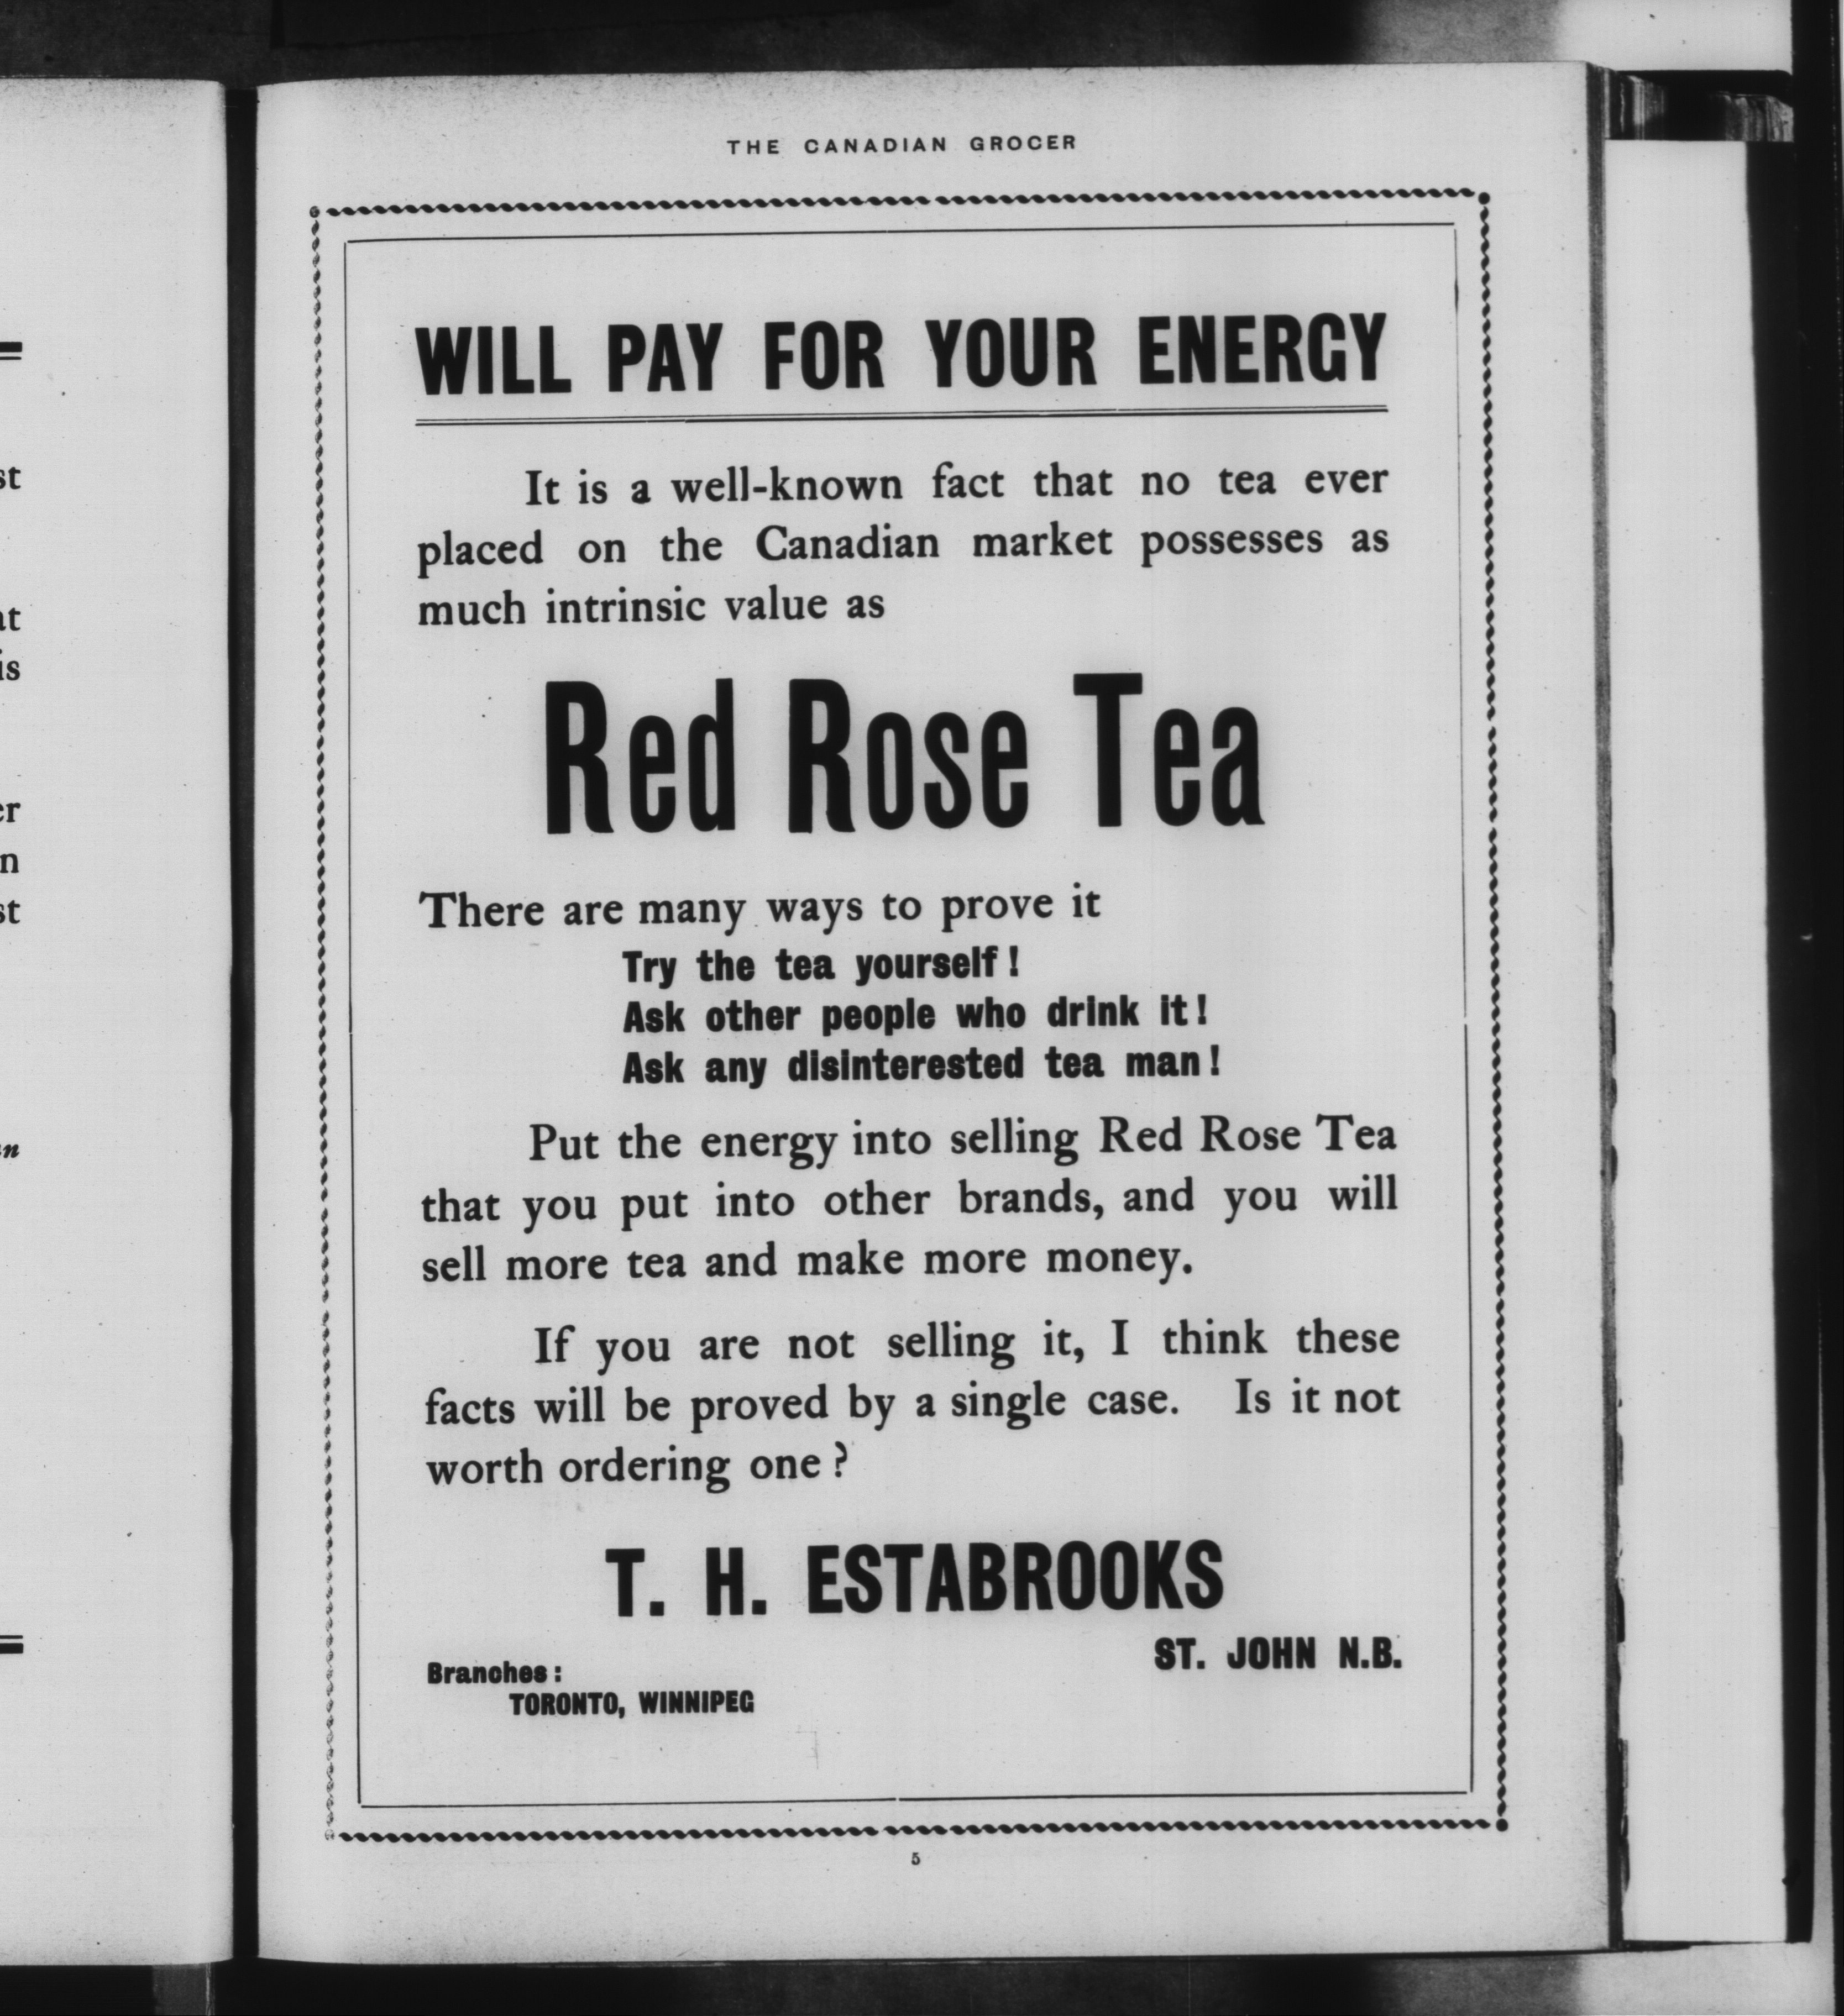 THE CANADIAN GROCER
WILL PAY FOR YOUR ENERGY
It is a well-known fact that no tea ever
placed on the Canadian market possesses as
much intrinsic value as
Red Rose Tea
There are many ways to prove it
Try the tea yourself!
Ask other people who drink it!
Ask any disinterested tea man!
Put the energy into selling Red Rose Tea
that you put into other brands, and you will
sell more tea and make more money.
If you are not selling it, I think these
facts will be proved by a single case. Is it not
worth ordering one?
T. H. ESTABROOKS
ST. JOHN N.B.
Branches:
TORONTO, WINNIPEG
5